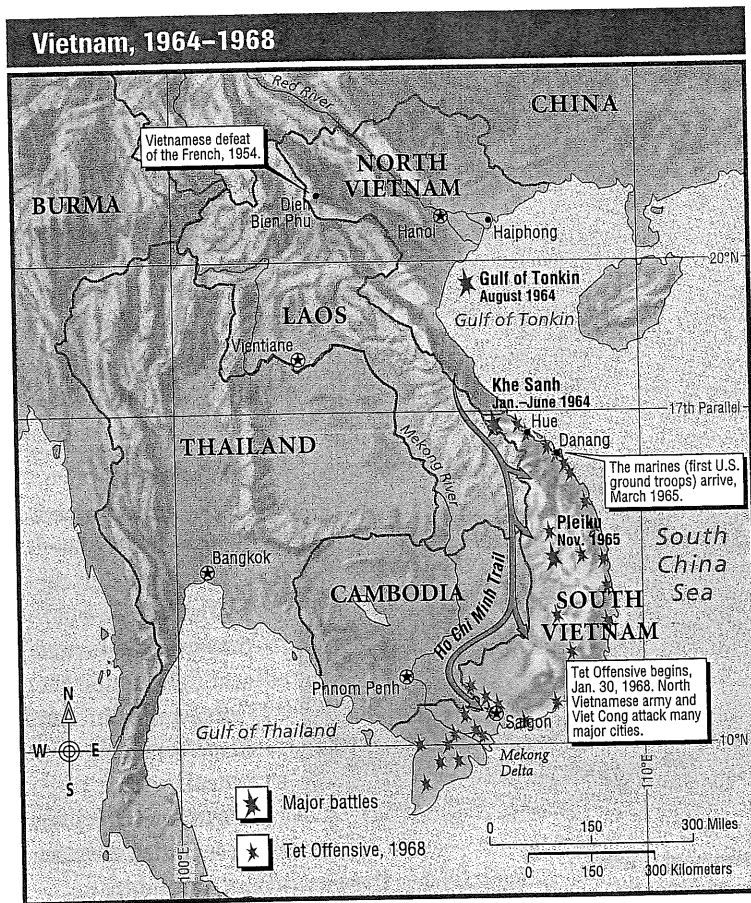 Vietnam, 1964–1968
Red River
CHINA
Vietnamese defeat
of the French, 1954.
NORTH
VIETNAM
BURMA
Dien
Bien Phu
Hanoi
Haiphong
20°N
Gulf of Tonkin
August 1964
Gulf of Tonkin
LAOS
Vientiane
Khe Sanh
Jan.–June 1964
17th Parallel
Hue
Danang
THAILAND
Mekong River
The marines (first U.S.
ground troops) arrive,
March 1965.
Pleiku
Nov. 1965
South
China
Sea
Bangkok
CAMBODIA
Ho Chi Minh Trail
SOUTH
VIETNAM
Phnom Penh
Tet Offensive begins,
Jan. 30, 1968. North
Vietnamese army and
Viet Cong attack many
major cities.
N
W
E
S
Gulf of Thailand
Saigon
10°N
Mekong
Delta
110°E
Major battles
Tet Offensive, 1968
100°E
0 150 300 Miles
0 150 300 Kilometers